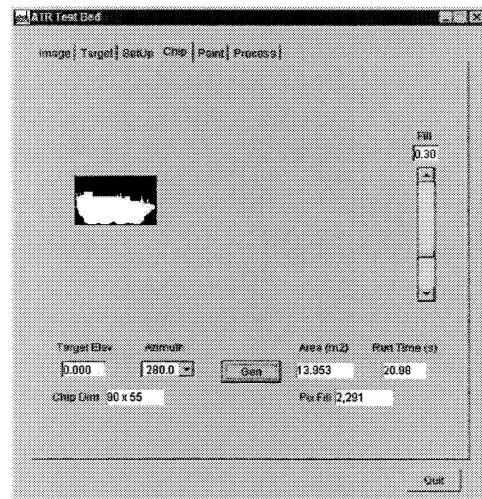 ATR Test Bed
Image Target SetUp Chip Point Process
Fill
0.30
Target Elev Azimuth Area (m2) Run Time (s)
0.000 280.0 Gen 13.953 20.98
Chip Dim 90 x 55 Pix Fill 2,291
Quit